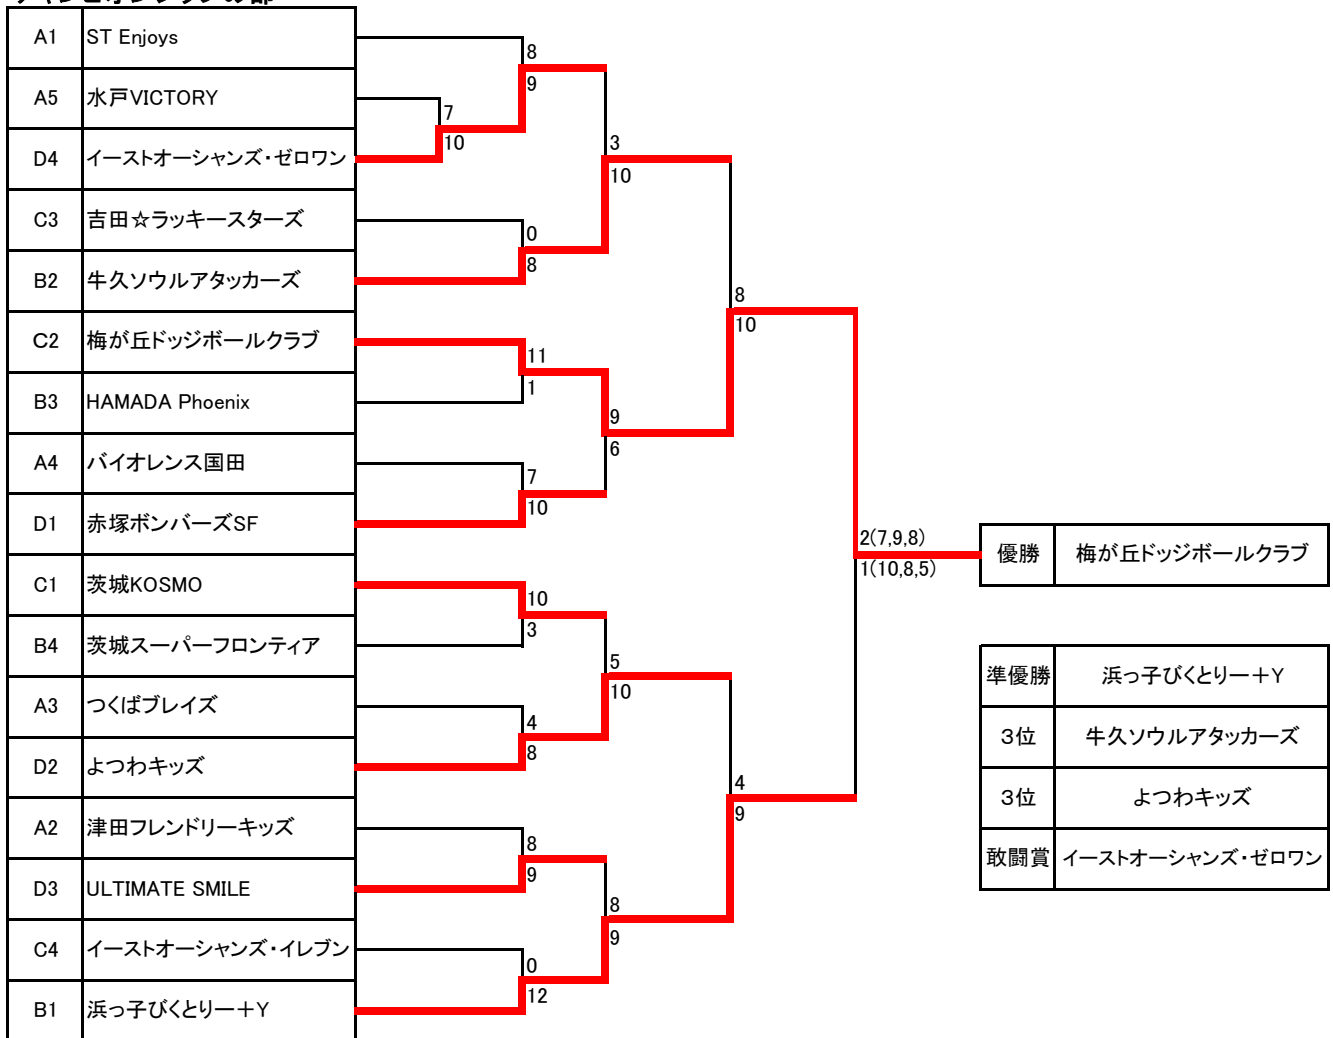 A1 ST Enjoys
8
9
A5 水戸VICTORY
7
10
D4 イーストオーシャンズ・ゼロワン
3
10
C3 吉田☆ラッキースターズ
0
8
B2 牛久ソウルアタッカーズ
8
10
C2 梅が丘ドッジボールクラブ
11
1
B3 HAMADA Phoenix
9
6
A4 バイオレンス国田
7
10
D1 赤塚ボンバーズSF
2(7,9,8)
1(10,8,5)
優勝 梅が丘ドッジボールクラブ
C1 茨城KOSMO
10
3
B4 茨城スーパーフロンティア
5
10
準優勝 浜っ子びくとりー+Y
A3 つくばブレイズ
4
8
3位 牛久ソウルアタッカーズ
D2 よつわキッズ
4
9
3位 よつわキッズ
A2 津田フレンドリーキッズ
8
9
敢闘賞 イーストオーシャンズ・ゼロワン
D3 ULTIMATE SMILE
8
9
C4 イーストオーシャンズ・イレブン
0
12
B1 浜っ子びくとりー+Y